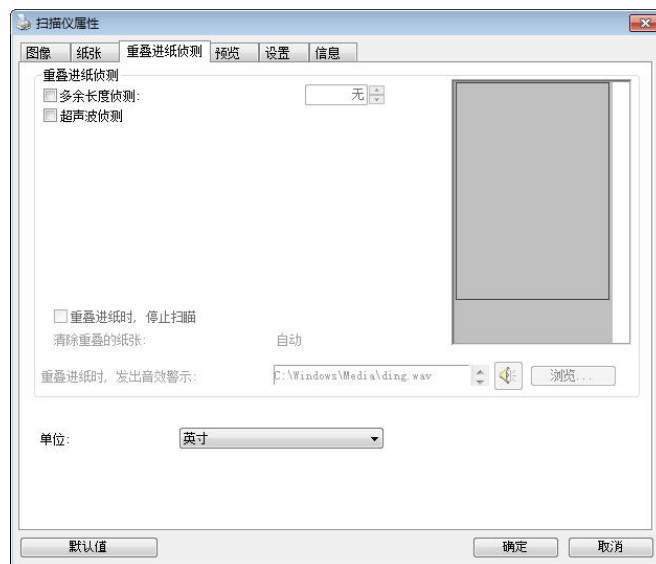 扫描仪属性
图像 纸张 重叠进纸侦测 预览 设置 信息
重叠进纸侦测
多余长度侦测: 无
超声波侦测
重叠进纸时, 停止扫瞄
清除重叠的纸张: 自动
重叠进纸时, 发出音效警示: C:\Windows\Media\ding.wav 浏览...
单位: 英寸
默认值 确定 取消